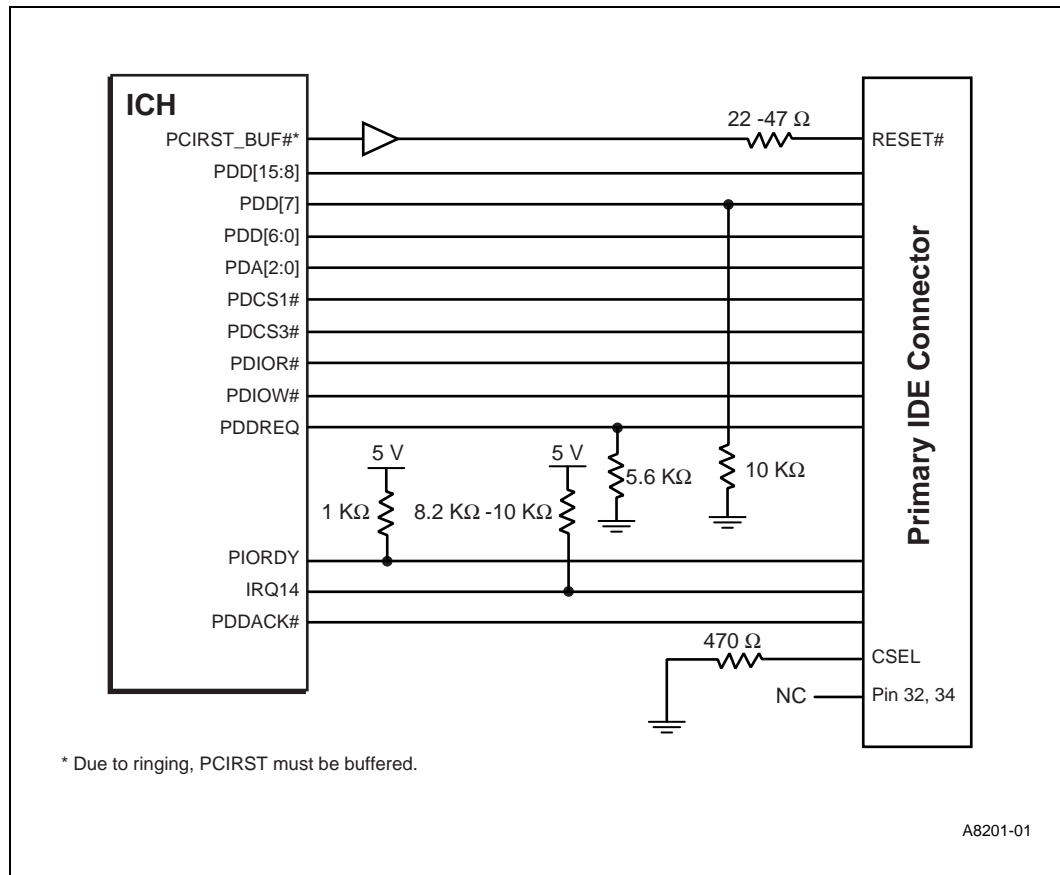 ICH
PCIRST_BUF#*
22 -47 Ω
RESET#
PDD[15:8]
PDD[7]
PDD[6:0]
PDA[2:0]
PDCS1#
PDCS3#
PDIOR#
PDIOW#
PDDREQ
5 V
5 V
1 KΩ
8.2 KΩ -10 KΩ
5.6 KΩ
10 KΩ
Primary IDE Connector
PIORDY
IRQ14
PDDACK#
470 Ω
CSEL
NC
Pin 32, 34
* Due to ringing, PCIRST must be buffered.
A8201-01